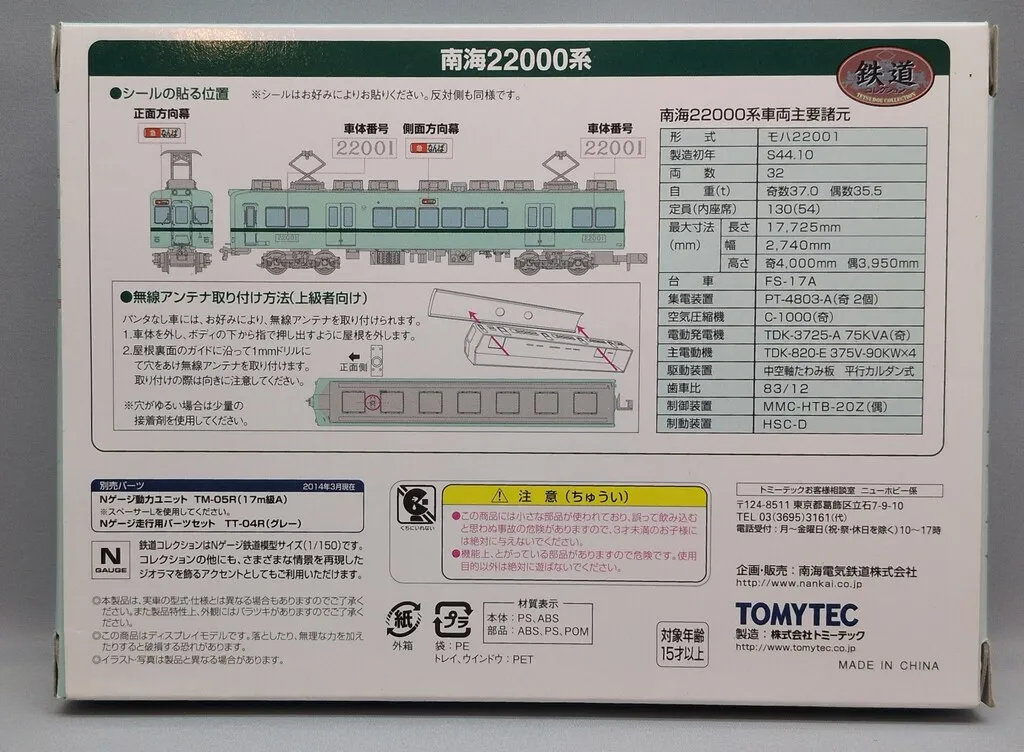 南海22000系
鉄道
コレクション
●シールの貼る位置 ※シールはお好みによりお貼りください。反対側も同様です。
正面方向幕
急 なんば
車体番号
22001
側面方向幕
急 なんば
車体番号
22001
22001
22001
●無線アンテナ取り付け方法(上級者向け)
パンタなし車には、お好みにより、無線アンテナを取り付けられます。
1.車体を外し、ボディの下から指で押し出すように屋根を外します。
2.屋根裏面のガイドに沿って1mmドリルに
て穴をあけ無線アンテナを取り付けます。
取り付けの際は向きに注意してください。
正面側
※穴がゆるい場合は少量の
接着剤を使用してください。
南海22000系車両主要諸元
形 式 モハ22001
製造初年 S44.10
両 数 32
自 重(t) 奇数37.0 偶数35.5
定員(内座席) 130(54)
最大寸法 長さ 17,725mm
(mm) 幅 2,740mm
高さ 奇4,000mm 偶3,950mm
台 車 FS-17A
集電装置 PT-4803-A(奇 2個)
空気圧縮機 C-1000(奇)
電動発電機 TDK-3725-A 75KVA(奇)
主電動機 TDK-820-E 375V-90KW×4
駆動装置 中空軸たわみ板 平行カルダン式
歯車比 83/12
制御装置 MMC-HTB-20Z(偶)
制動装置 HSC-D
別売パーツ 2014年3月現在
Nゲージ動力ユニット TM-05R(17m級A)
※スペーサーLを使用してください。
Nゲージ走行用パーツセット TT-04R(グレー)
N
GAUGE
鉄道コレクションはNゲージ鉄道模型サイズ(1/150)です。
コレクションの他にも、さまざまな情景を再現した
ジオラマを飾るアクセントとしてもご利用いただけます。
◎本製品は、実車の型式・仕様とは異なる場合もありますのでご了承く
ださい。また製品特性上、外観にはバラツキがありますのでご了承ください。
◎この商品はディスプレイモデルです。落としたり、無理な力を加え
たりすると破損する恐れがあります。
◎イラスト・写真は製品と異なる場合があります。
くちにいれない
注 意(ちゅうい)
●この商品には小さな部品が使われており、誤って飲み込む
と思わぬ事故の危険がありますので、3才未満のお子様に
は絶対に与えないでください。
●機能上、とがっている部品がありますので危険です。使用
目的以外は絶対に遊ばないでください。
紙
外箱
プラ
袋:PE
トレイ、ウインドウ:PET
材質表示
本体:PS,ABS
部品:ABS,PS,POM
対象年齢
15才以上
トミーテックお客様相談室 ニューホビー係
〒124-8511 東京都葛飾区立石7-9-10
TEL 03(3695)3161(代)
電話受付:月〜金曜日(祝・祭・休日を除く)10〜17時
企画・販売:南海電気鉄道株式会社
http://www.nankai.co.jp
TOMYTEC
製造:株式会社トミーテック
http://www.tomytec.co.jp
MADE IN CHINA